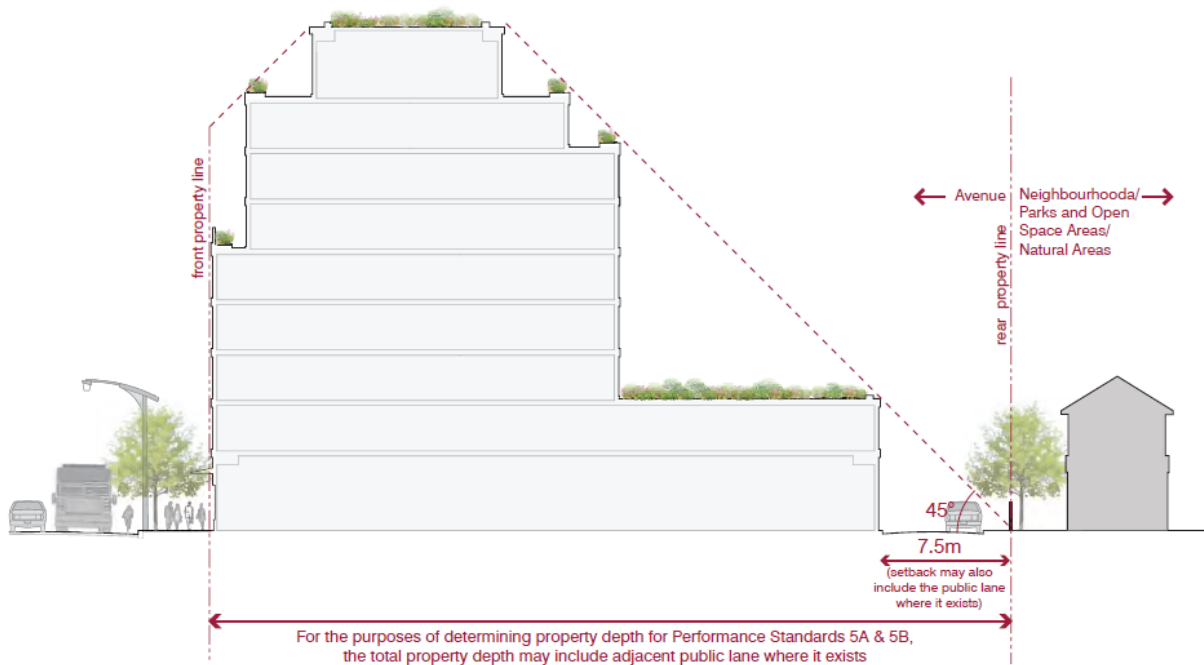 front property line
Avenue
Neighbourhooda/
Parks and Open
Space Areas/
Natural Areas
rear property line
45°
7.5m
(setback may also
include the public lane
where it exists)
For the purposes of determining property depth for Performance Standards 5A & 5B,
the total property depth may include adjacent public lane where it exists